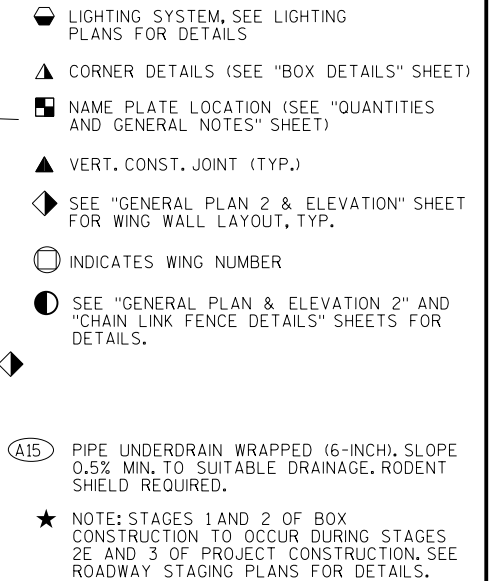 LIGHTING SYSTEM, SEE LIGHTING
PLANS FOR DETAILS
CORNER DETAILS (SEE "BOX DETAILS" SHEET)
NAME PLATE LOCATION (SEE "QUANTITIES
AND GENERAL NOTES" SHEET)
VERT. CONST. JOINT (TYP.)
SEE "GENERAL PLAN 2 & ELEVATION" SHEET
FOR WING WALL LAYOUT, TYP.
INDICATES WING NUMBER
SEE "GENERAL PLAN & ELEVATION 2" AND
"CHAIN LINK FENCE DETAILS" SHEETS FOR
DETAILS.
A15 PIPE UNDERDRAIN WRAPPED (6-INCH). SLOPE
0.5% MIN. TO SUITABLE DRAINAGE. RODENT
SHIELD REQUIRED.
NOTE: STAGES 1 AND 2 OF BOX
CONSTRUCTION TO OCCUR DURING STAGES
2E AND 3 OF PROJECT CONSTRUCTION. SEE
ROADWAY STAGING PLANS FOR DETAILS.